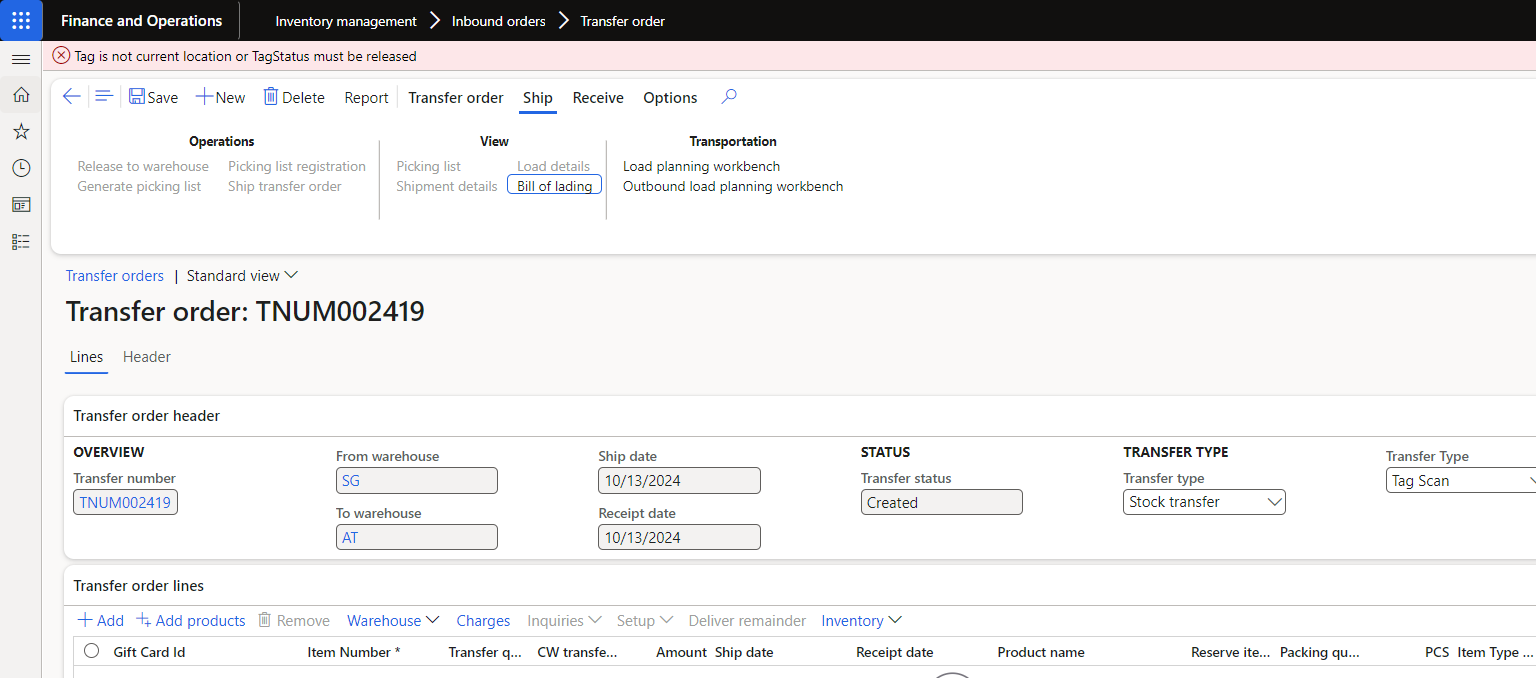 Finance and Operations
Inventory management Inbound orders Transfer order
Tag is not current location or TagStatus must be released
Save New Delete Report Transfer order Ship Receive Options
Operations
Release to warehouse Picking list registration
Generate picking list Ship transfer order
View
Picking list Load details
Shipment details Bill of lading
Transportation
Load planning workbench
Outbound load planning workbench
Transfer orders | Standard view
Transfer order: TNUM002419
Lines Header
Transfer order header
OVERVIEW
Transfer number
TNUM002419
From warehouse
SG
To warehouse
AT
Ship date
10/13/2024
Receipt date
10/13/2024
STATUS
Transfer status
Created
TRANSFER TYPE
Transfer type
Stock transfer
Transfer Type
Tag Scan
Transfer order lines
Add Add products Remove Warehouse Charges Inquiries Setup Deliver remainder Inventory
Gift Card Id Item Number * Transfer q... CW transfe... Amount Ship date Receipt date Product name Reserve ite... Packing qu... PCS Item Type ...